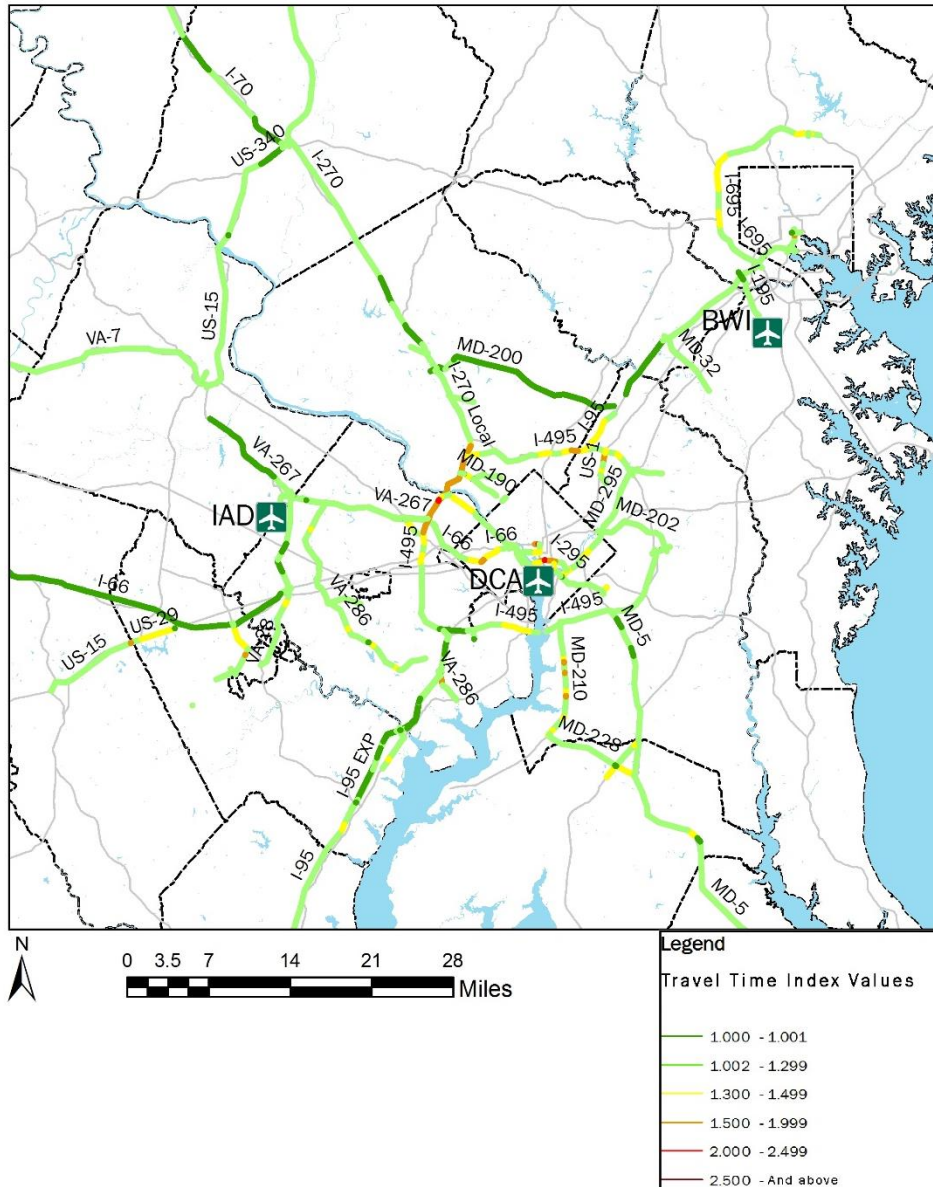 I-70
US-340
I-270
I-695
I-695
I-195
BWI
US-15
VA-7
MD-200
MD-32
I-270 Local
I-95
I-495
US-1
MD-190
MD-295
VA-267
VA-267
MD-202
IAD
I-66
I-66
I-495
I-295
DCA
I-66
VA-286
I-495
I-495
MD-5
US-29
US-15
MD-210
VA-286
MD-228
I-95 EXP
I-95
MD-5
N
0 3.5 7 14 21 28
Miles
Legend
Travel Time Index Values
1.000 - 1.001
1.002 - 1.299
1.300 - 1.499
1.500 - 1.999
2.000 - 2.499
2.500 - And above